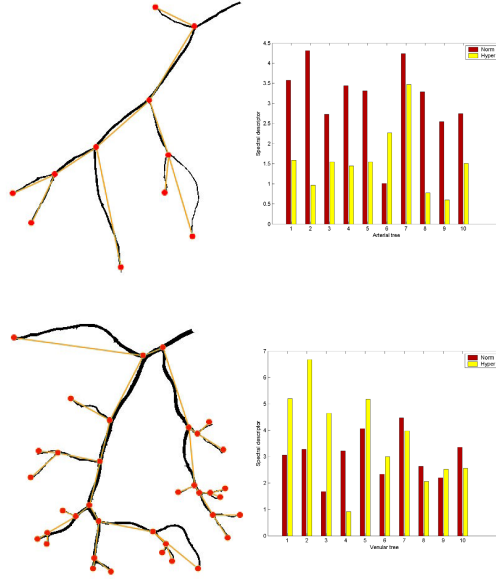 4.5
4
3.5
3
2.5
2
1.5
1
0.5
0
Spectral descriptor
Norm
Hyper
1 2 3 4 5 6 7 8 9 10
Arterial tree
7
6
5
4
3
2
1
0
Spectral descriptor
Norm
Hyper
1 2 3 4 5 6 7 8 9 10
Venular tree